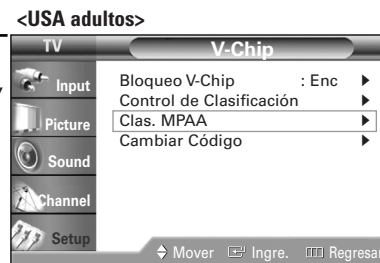 <USA adultos>
TV
V-Chip
Input
Picture
Sound
Channel
Setup
Bloqueo V-Chip : Enc
Control de Clasificación
Clas. MPAA
Cambiar Código
Mover Ingre. Regresar